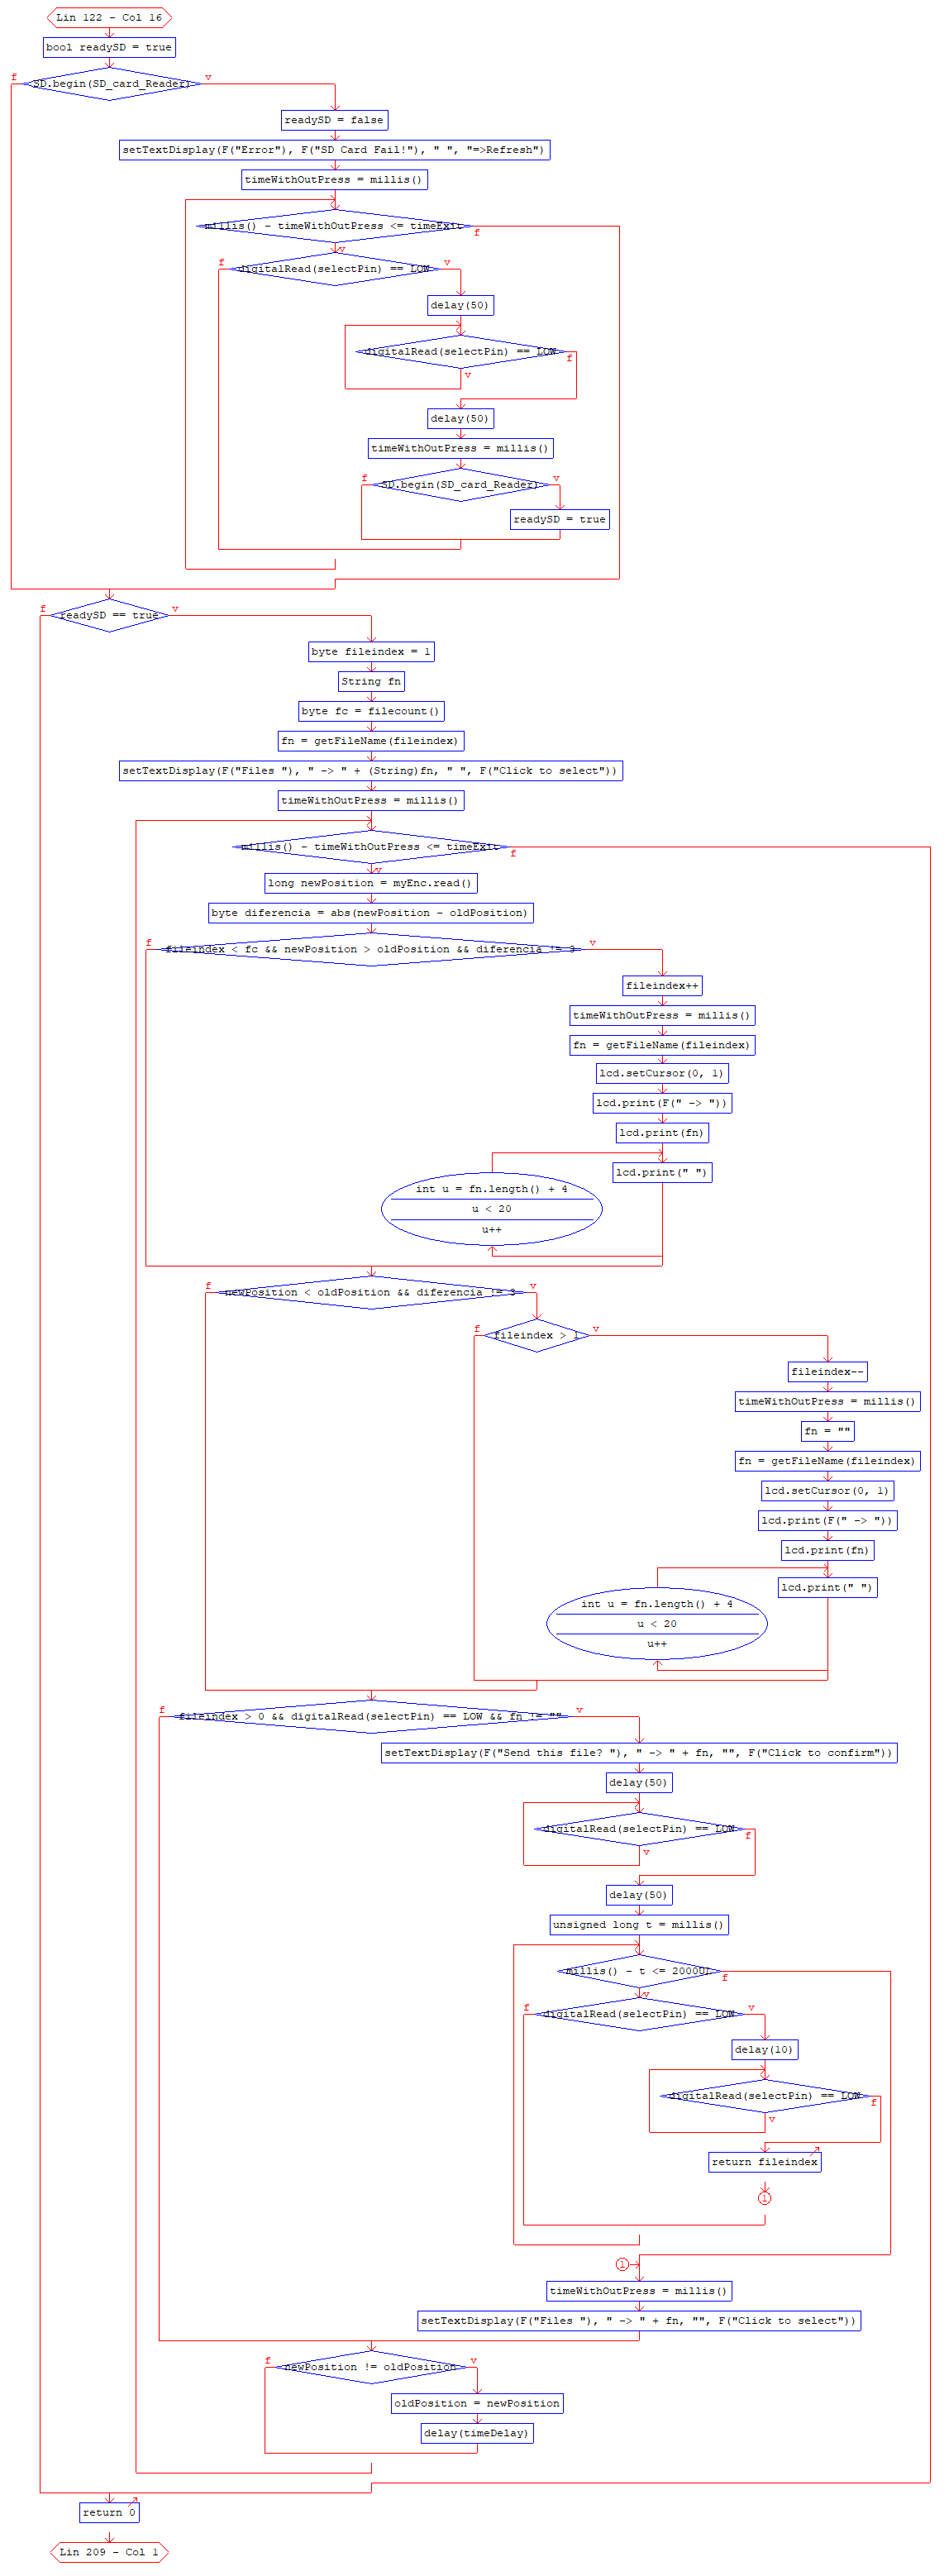 Lin 122 - Col 16
bool readySD = true
f
v
SD.begin(SD_card_Reader)
readySD = false
setTextDisplay(F("Error"), F("SD Card Fail!"), " ", "=>Refresh")
timeWithOutPress = millis()
millis() - timeWithOutPress <= timeExit
f
v
f
v
digitalRead(selectPin) == LOW
delay(50)
digitalRead(selectPin) == LOW
f
v
delay(50)
timeWithOutPress = millis()
f
v
SD.begin(SD_card_Reader)
readySD = true
f
v
readySD == true
byte fileindex = 1
String fn
byte fc = filecount()
fn = getFileName(fileindex)
setTextDisplay(F("Files "), " -> " + (String)fn, " ", F("Click to select"))
timeWithOutPress = millis()
millis() - timeWithOutPress <= timeExit
f
v
long newPosition = myEnc.read()
byte diferencia = abs(newPosition - oldPosition)
f
v
fileindex < fc && newPosition > oldPosition && diferencia != 3
fileindex++
timeWithOutPress = millis()
fn = getFileName(fileindex)
lcd.setCursor(0, 1)
lcd.print(F(" -> "))
lcd.print(fn)
lcd.print(" ")
int u = fn.length() + 4
u < 20
u++
f
v
newPosition < oldPosition && diferencia != 3
f
v
fileindex > 1
fileindex--
timeWithOutPress = millis()
fn = ""
fn = getFileName(fileindex)
lcd.setCursor(0, 1)
lcd.print(F(" -> "))
lcd.print(fn)
lcd.print(" ")
int u = fn.length() + 4
u < 20
u++
f
v
fileindex > 0 && digitalRead(selectPin) == LOW && fn != ""
setTextDisplay(F("Send this file? "), " -> " + fn, "", F("Click to confirm"))
delay(50)
digitalRead(selectPin) == LOW
f
v
delay(50)
unsigned long t = millis()
millis() - t <= 2000UL
f
v
f
v
digitalRead(selectPin) == LOW
delay(10)
digitalRead(selectPin) == LOW
f
v
return fileindex
1
1
timeWithOutPress = millis()
setTextDisplay(F("Files "), " -> " + fn, "", F("Click to select"))
f
v
newPosition != oldPosition
oldPosition = newPosition
delay(timeDelay)
return 0
Lin 209 - Col 1